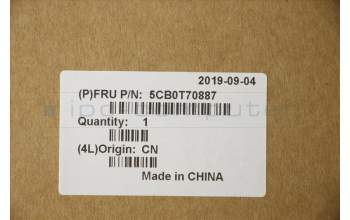 2019-09-04
(P)FRU P/N: 5CB0T70887
Quantity: 1
(4L)Origin: CN
Made in CHINA